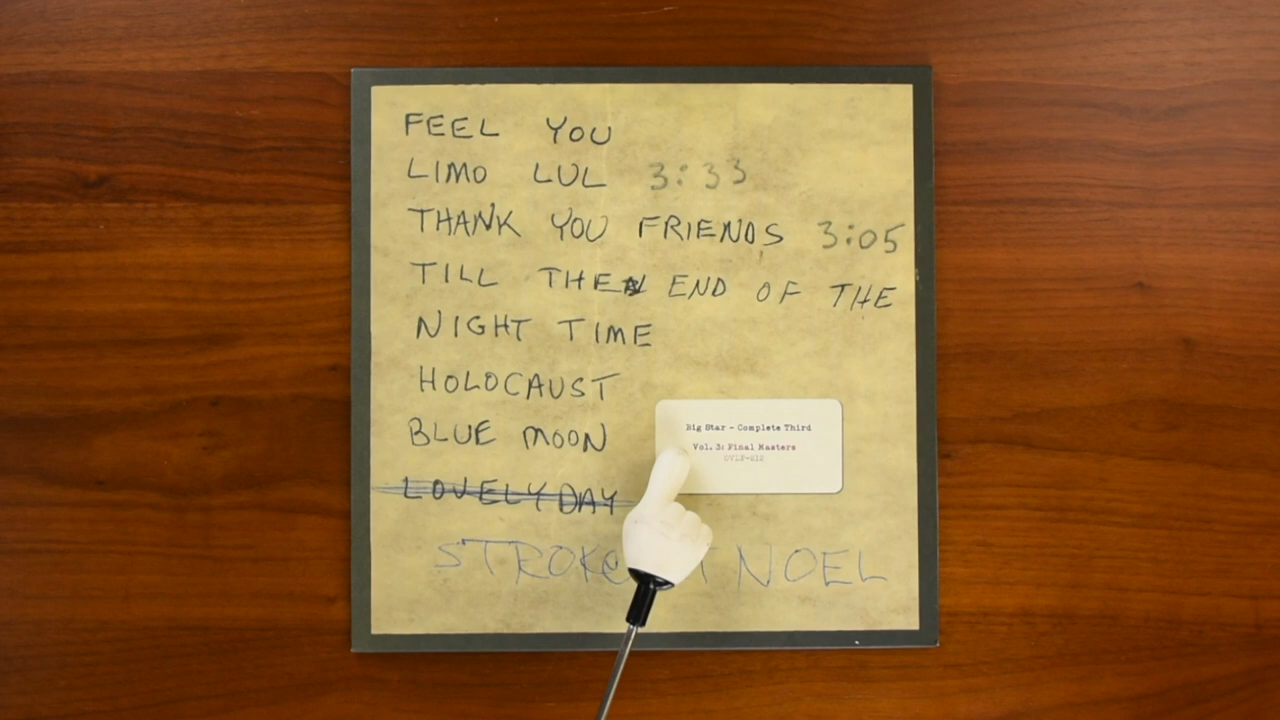 FEEL YOU
LIMO LUL 3:33
THANK YOU FRIENDS 3:05
TILL THE END OF THE
NIGHT TIME
HOLOCAUST
BLUE MOON
LOVELY DAY
NOEL
Big Star - Complete Third
Vol. 3: Final Masters